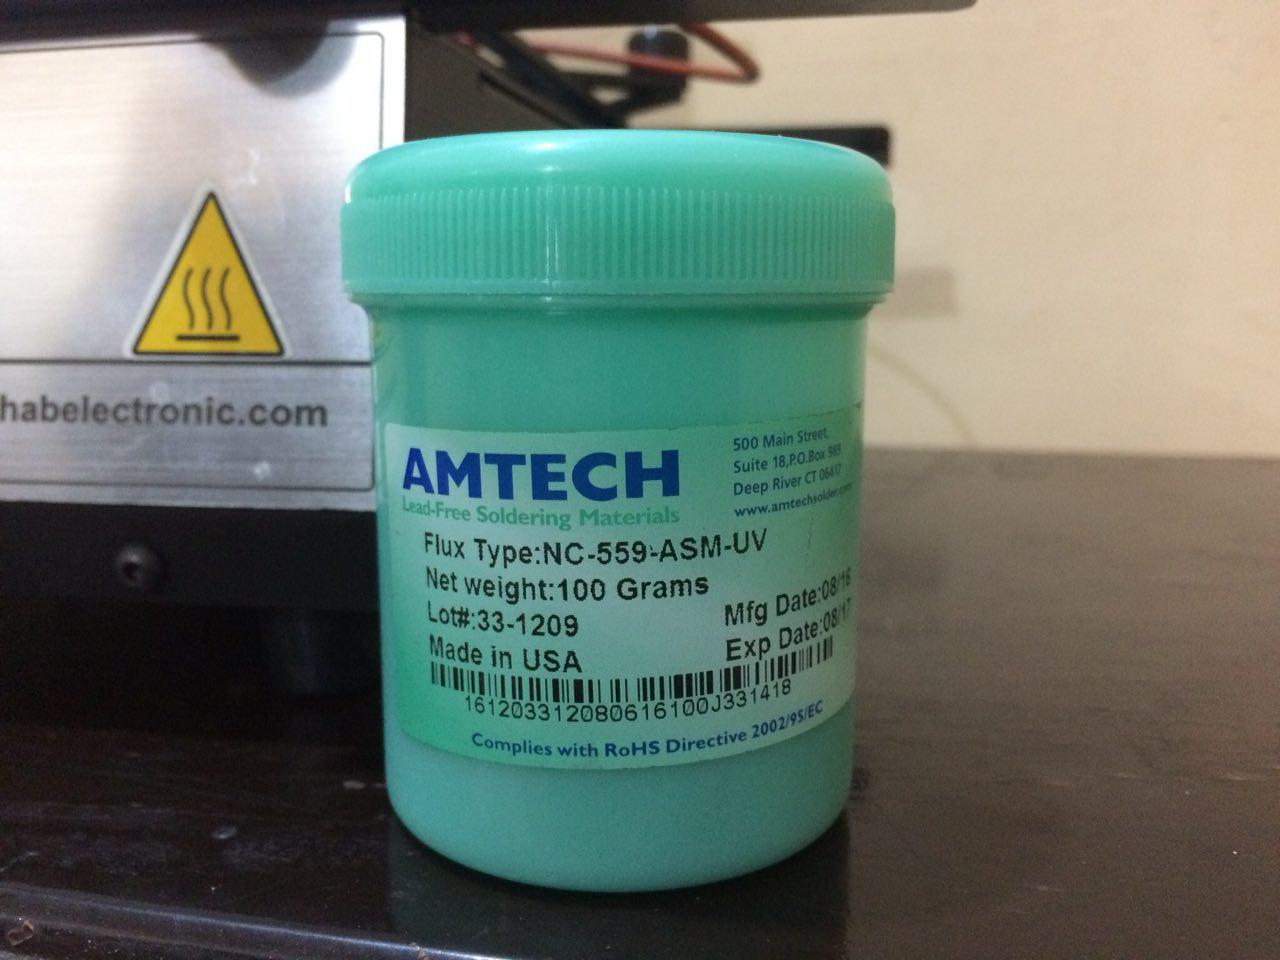 habelectronic.com
AMTECH
Lead-Free Soldering Materials
500 Main Street,
Suite 18,P.O.Box 989
Deep River CT 06417
www.amtechsolder.com
Flux Type:NC-559-ASM-UV
Net weight:100 Grams
Lot#:33-1209
Mfg Date:08/16
Made in USA
Exp Date:08/17
161203312080616100J331418
Complies with RoHS Directive 2002/95/EC